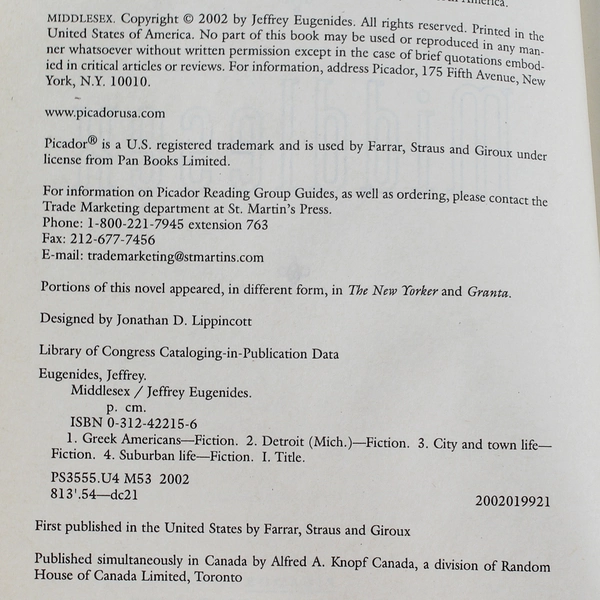 America.
MIDDLESEX. Copyright © 2002 by Jeffrey Eugenides. All rights reserved. Printed in the
United States of America. No part of this book may be used or reproduced in any man-
ner whatsoever without written permission except in the case of brief quotations embod-
ied in critical articles or reviews. For information, address Picador, 175 Fifth Avenue, New
York, N.Y. 10010.
www.picadorusa.com
Picador® is a U.S. registered trademark and is used by Farrar, Straus and Giroux under
license from Pan Books Limited.
For information on Picador Reading Group Guides, as well as ordering, please contact the
Trade Marketing department at St. Martin's Press.
Phone: 1-800-221-7945 extension 763
Fax: 212-677-7456
E-mail: trademarketing@stmartins.com
Portions of this novel appeared, in different form, in The New Yorker and Granta.
Designed by Jonathan D. Lippincott
Library of Congress Cataloging-in-Publication Data
Eugenides, Jeffrey.
Middlesex / Jeffrey Eugenides.
p. cm.
ISBN 0-312-42215-6
1. Greek Americans—Fiction. 2. Detroit (Mich.)—Fiction. 3. City and town life—
Fiction. 4. Suburban life—Fiction. I. Title.
PS3555.U4 M53 2002
813'.54—dc21
2002019921
First published in the United States by Farrar, Straus and Giroux
Published simultaneously in Canada by Alfred A. Knopf Canada, a division of Random
House of Canada Limited, Toronto